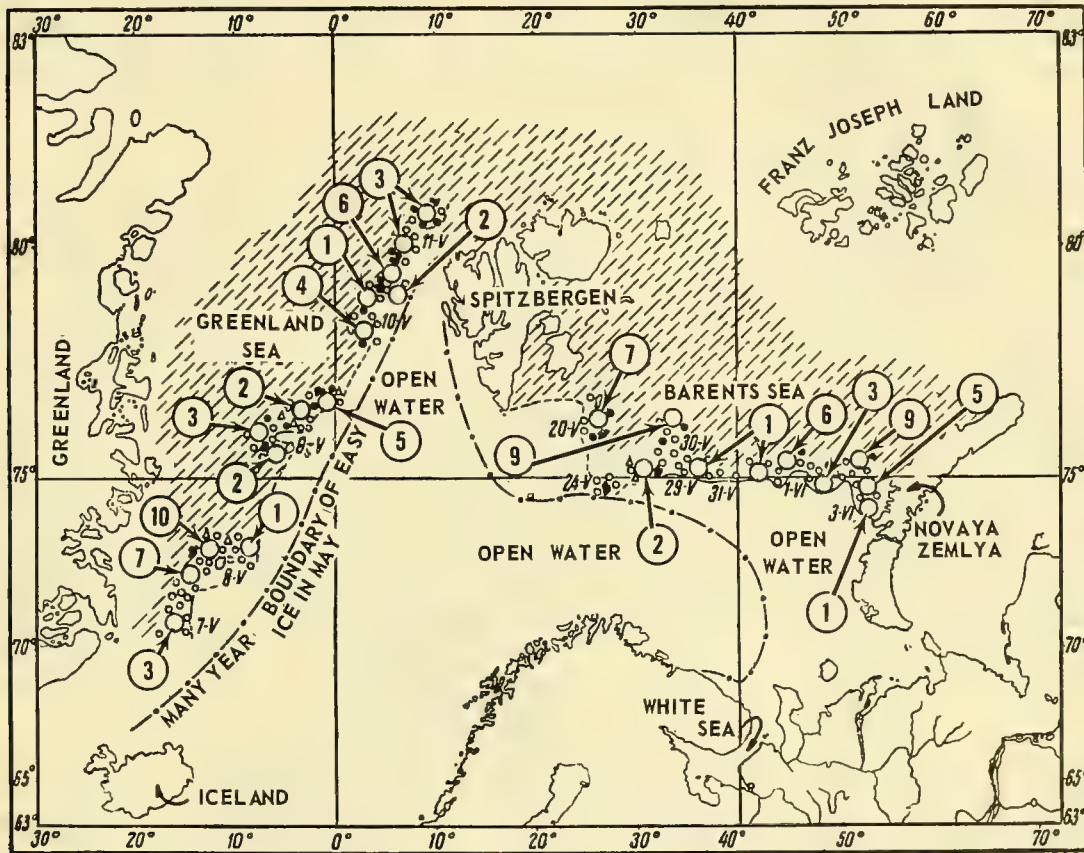 30° 20° 10° 0° 10° 20° 30° 40° 50° 60° 70°
83° 83°
FRANZ JOSEPH LAND
3
6
2
1
11-V
80° 80°
4
SPITZBERGEN
10-V
GREENLAND
SEA
7
OPEN
WATER
BARENTS SEA
2
3
5
1
6
3
9
5
8-V
20-V
30-V
9
2
24-V
29-V
31-V
1-VI
75° 75°
3-VI
GREENLAND
10
1
OPEN WATER
2
OPEN
WATER
NOVAYA
ZEMLYA
7
8-V
1
7-V
3
MANY YEAR BOUNDARY OF EASY
ICE IN MAY
70° 70°
WHITE
SEA
65° 65°
ICELAND
63° 63°
30° 20° 10° 0° 10° 20° 30° 40° 50° 60° 70°